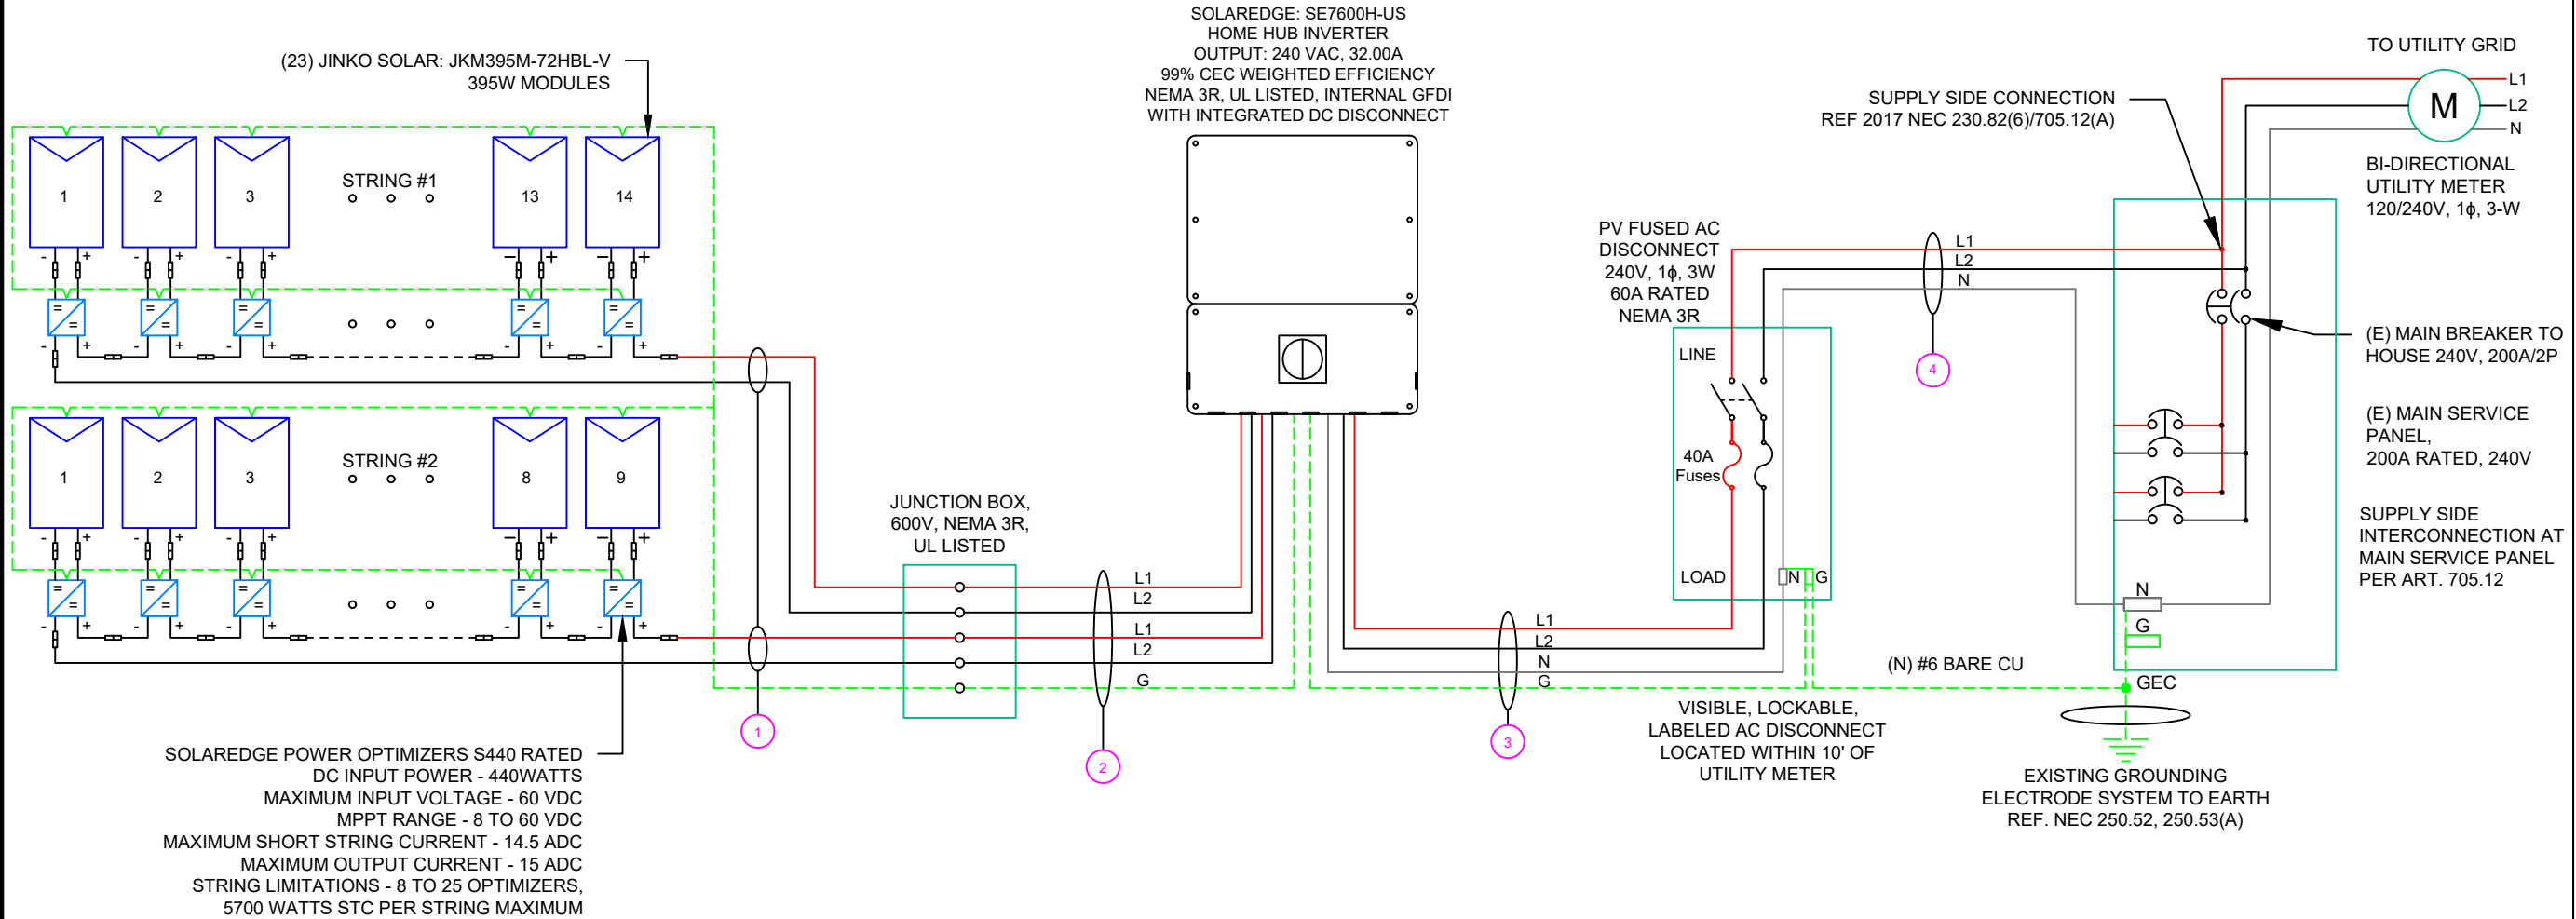 SOLAREDGE: SE7600H-US
HOME HUB INVERTER
OUTPUT: 240 VAC, 32.00A
99% CEC WEIGHTED EFFICIENCY
NEMA 3R, UL LISTED, INTERNAL GFDI
WITH INTEGRATED DC DISCONNECT
(23) JINKO SOLAR: JKM395M-72HBL-V
395W MODULES
1
2
3
STRING #1
13
14
- + - + - + - + - +
= = = = = = = = = =
- + - + - + - + - +
1
2
3
STRING #2
8
9
- + - + - + - + - +
= = = = = = = = = =
- + - + - + - + - +
SOLAREDGE POWER OPTIMIZERS S440 RATED
DC INPUT POWER - 440WATTS
MAXIMUM INPUT VOLTAGE - 60 VDC
MPPT RANGE - 8 TO 60 VDC
MAXIMUM SHORT STRING CURRENT - 14.5 ADC
MAXIMUM OUTPUT CURRENT - 15 ADC
STRING LIMITATIONS - 8 TO 25 OPTIMIZERS,
5700 WATTS STC PER STRING MAXIMUM
1
JUNCTION BOX,
600V, NEMA 3R,
UL LISTED
L1
L2
L1
L2
G
2
L1
L2
N
G
3
PV FUSED AC
DISCONNECT
240V, 1ϕ, 3W
60A RATED
NEMA 3R
LINE
40A
Fuses
LOAD
N
G
VISIBLE, LOCKABLE,
LABELED AC DISCONNECT
LOCATED WITHIN 10' OF
UTILITY METER
L1
L2
N
4
SUPPLY SIDE CONNECTION
REF 2017 NEC 230.82(6)/705.12(A)
TO UTILITY GRID
M
L1
L2
N
BI-DIRECTIONAL
UTILITY METER
120/240V, 1ϕ, 3-W
(E) MAIN BREAKER TO
HOUSE 240V, 200A/2P
(E) MAIN SERVICE
PANEL,
200A RATED, 240V
SUPPLY SIDE
INTERCONNECTION AT
MAIN SERVICE PANEL
PER ART. 705.12
N
G
(N) #6 BARE CU
GEC
EXISTING GROUNDING
ELECTRODE SYSTEM TO EARTH
REF. NEC 250.52, 250.53(A)